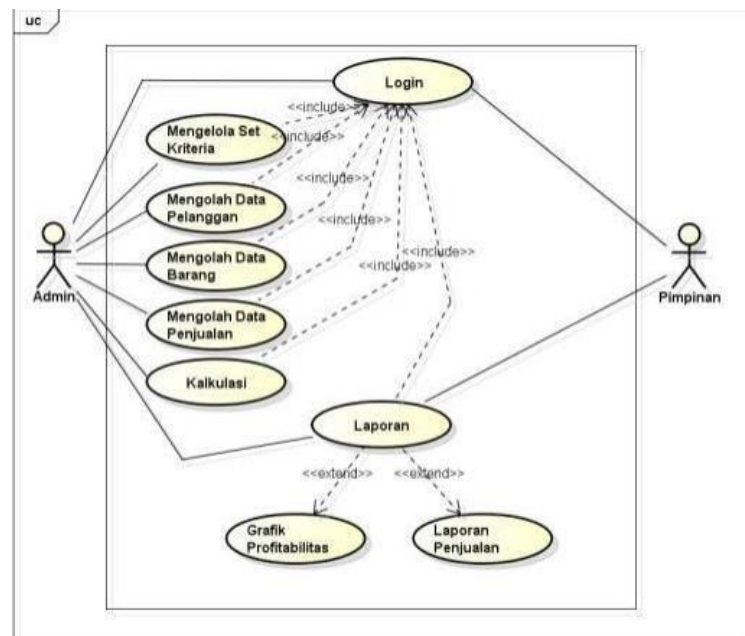 uc
Login
<<include>>
Mengelola Set
Kriteria
<<include>>
<<include>>
Mengolah Data
Pelanggan
<<include>>
Mengolah Data
Barang
<<include>>
<<include>>
Admin
Pimpinan
Mengolah Data
Penjualan
Kalkulasi
Laporan
<<extend>>
<<extend>>
Grafik
Profitabilitas
Laporan
Penjualan